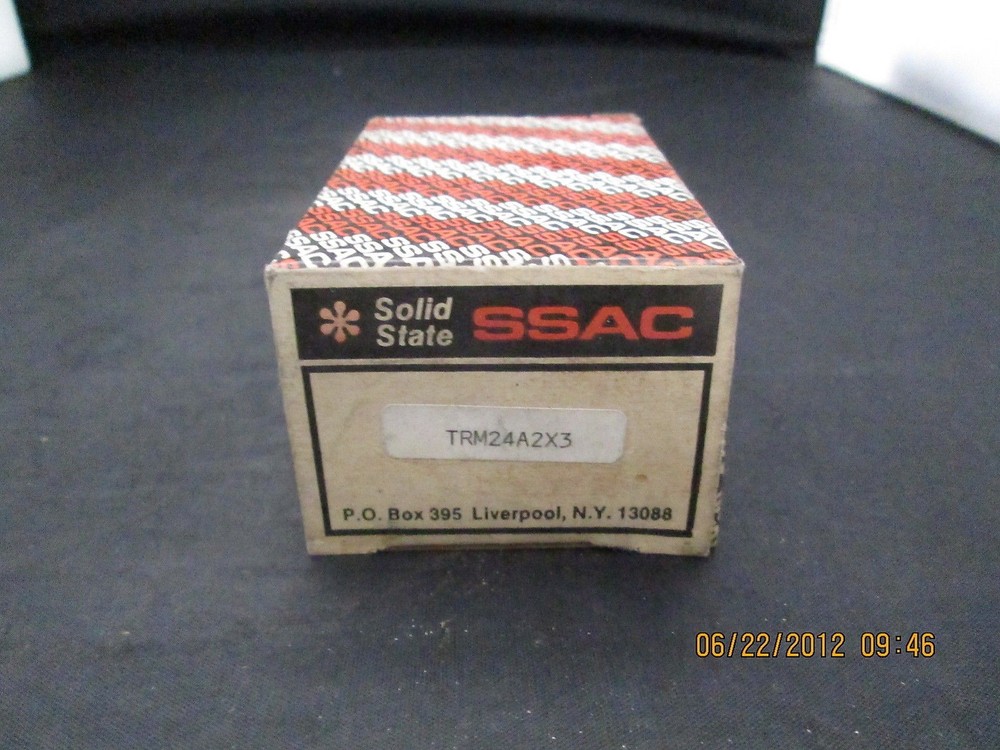 Solid
State
SSAC
TRM24A2X3
P.O. Box 395 Liverpool, N.Y. 13088
06/22/2012 09:46